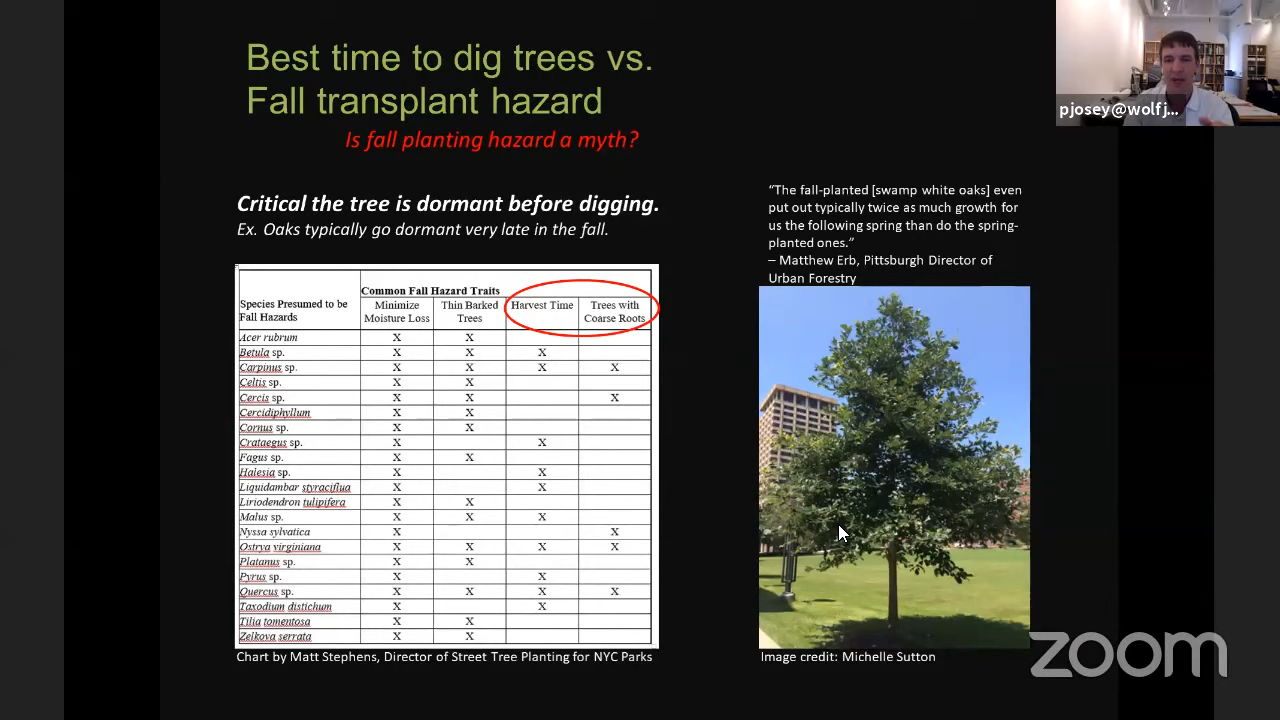 Best time to dig trees vs.
Fall transplant hazard
Is fall planting hazard a myth?
pjosey@wolfj...
Critical the tree is dormant before digging.
Ex. Oaks typically go dormant very late in the fall.
Species Presumed to be
Fall Hazards
Common Fall Hazard Traits
Minimize
Moisture Loss
Thin Barked
Trees
Harvest Time
Trees with
Coarse Roots
Acer rubrum X X
Betula sp. X X X
Carpinus sp. X X X X
Celtis sp. X X
Cercis sp. X X X
Cercidiphyllum X X
Cornus sp. X X
Crataegus sp. X X
Fagus sp. X X
Halesia sp. X X
Liquidambar styraciflua X X
Liriodendron tulipifera X X
Malus sp. X X X
Nyssa sylvatica X X
Ostrya virginiana X X X X
Platanus sp. X X
Pyrus sp. X X
Quercus sp. X X X X
Taxodium distichum X X
Tilia tomentosa X X
Zelkova serrata X X
Chart by Matt Stephens, Director of Street Tree Planting for NYC Parks
“The fall-planted [swamp white oaks] even
put out typically twice as much growth for
us the following spring than do the spring-
planted ones.”
– Matthew Erb, Pittsburgh Director of
Urban Forestry
Image credit: Michelle Sutton
zoom